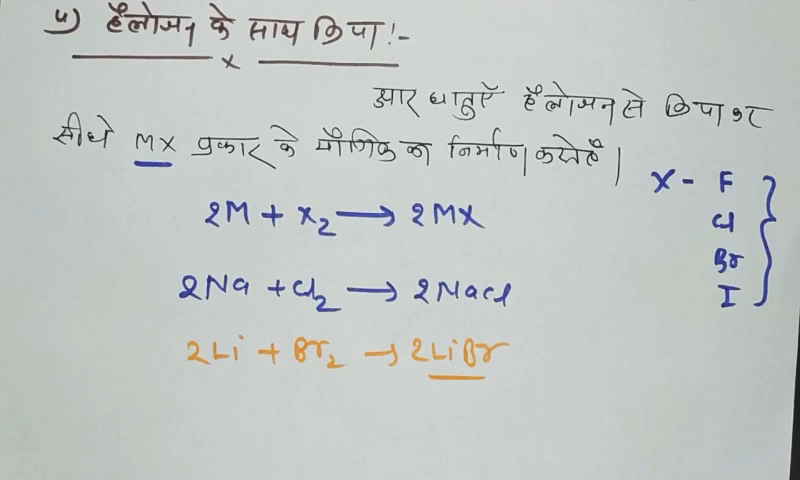 4) हैलोजन के साथ क्रिया :-
x
क्षार धातुएँ हैलोजन से क्रिया कर
सीधे MX प्रकार के यौगिक का निर्माण करते हैं।
X - F
Cl
Br
I
2M + X₂ → 2MX
2Na + Cl₂ → 2NaCl
2Li + Br₂ → 2LiBr